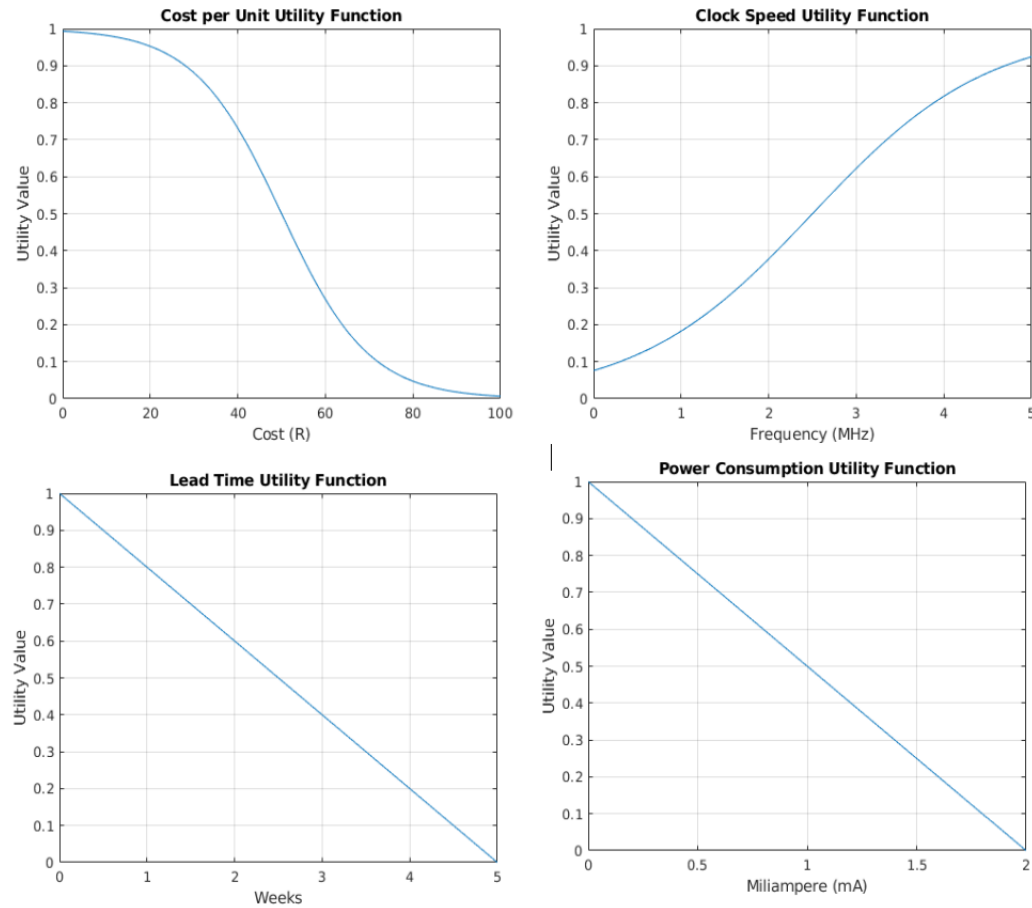 Cost per Unit Utility Function
1
0.9
0.8
0.7
0.6
0.5
0.4
0.3
0.2
0.1
0
Utility Value
0 20 40 60 80 100
Cost (R)
Clock Speed Utility Function
1
0.9
0.8
0.7
0.6
0.5
0.4
0.3
0.2
0.1
0
Utility Value
0 1 2 3 4 5
Frequency (MHz)
Lead Time Utility Function
1
0.9
0.8
0.7
0.6
0.5
0.4
0.3
0.2
0.1
0
Utility Value
0 1 2 3 4 5
Weeks
Power Consumption Utility Function
1
0.9
0.8
0.7
0.6
0.5
0.4
0.3
0.2
0.1
0
Utility Value
0 0.5 1 1.5 2
Miliampere (mA)